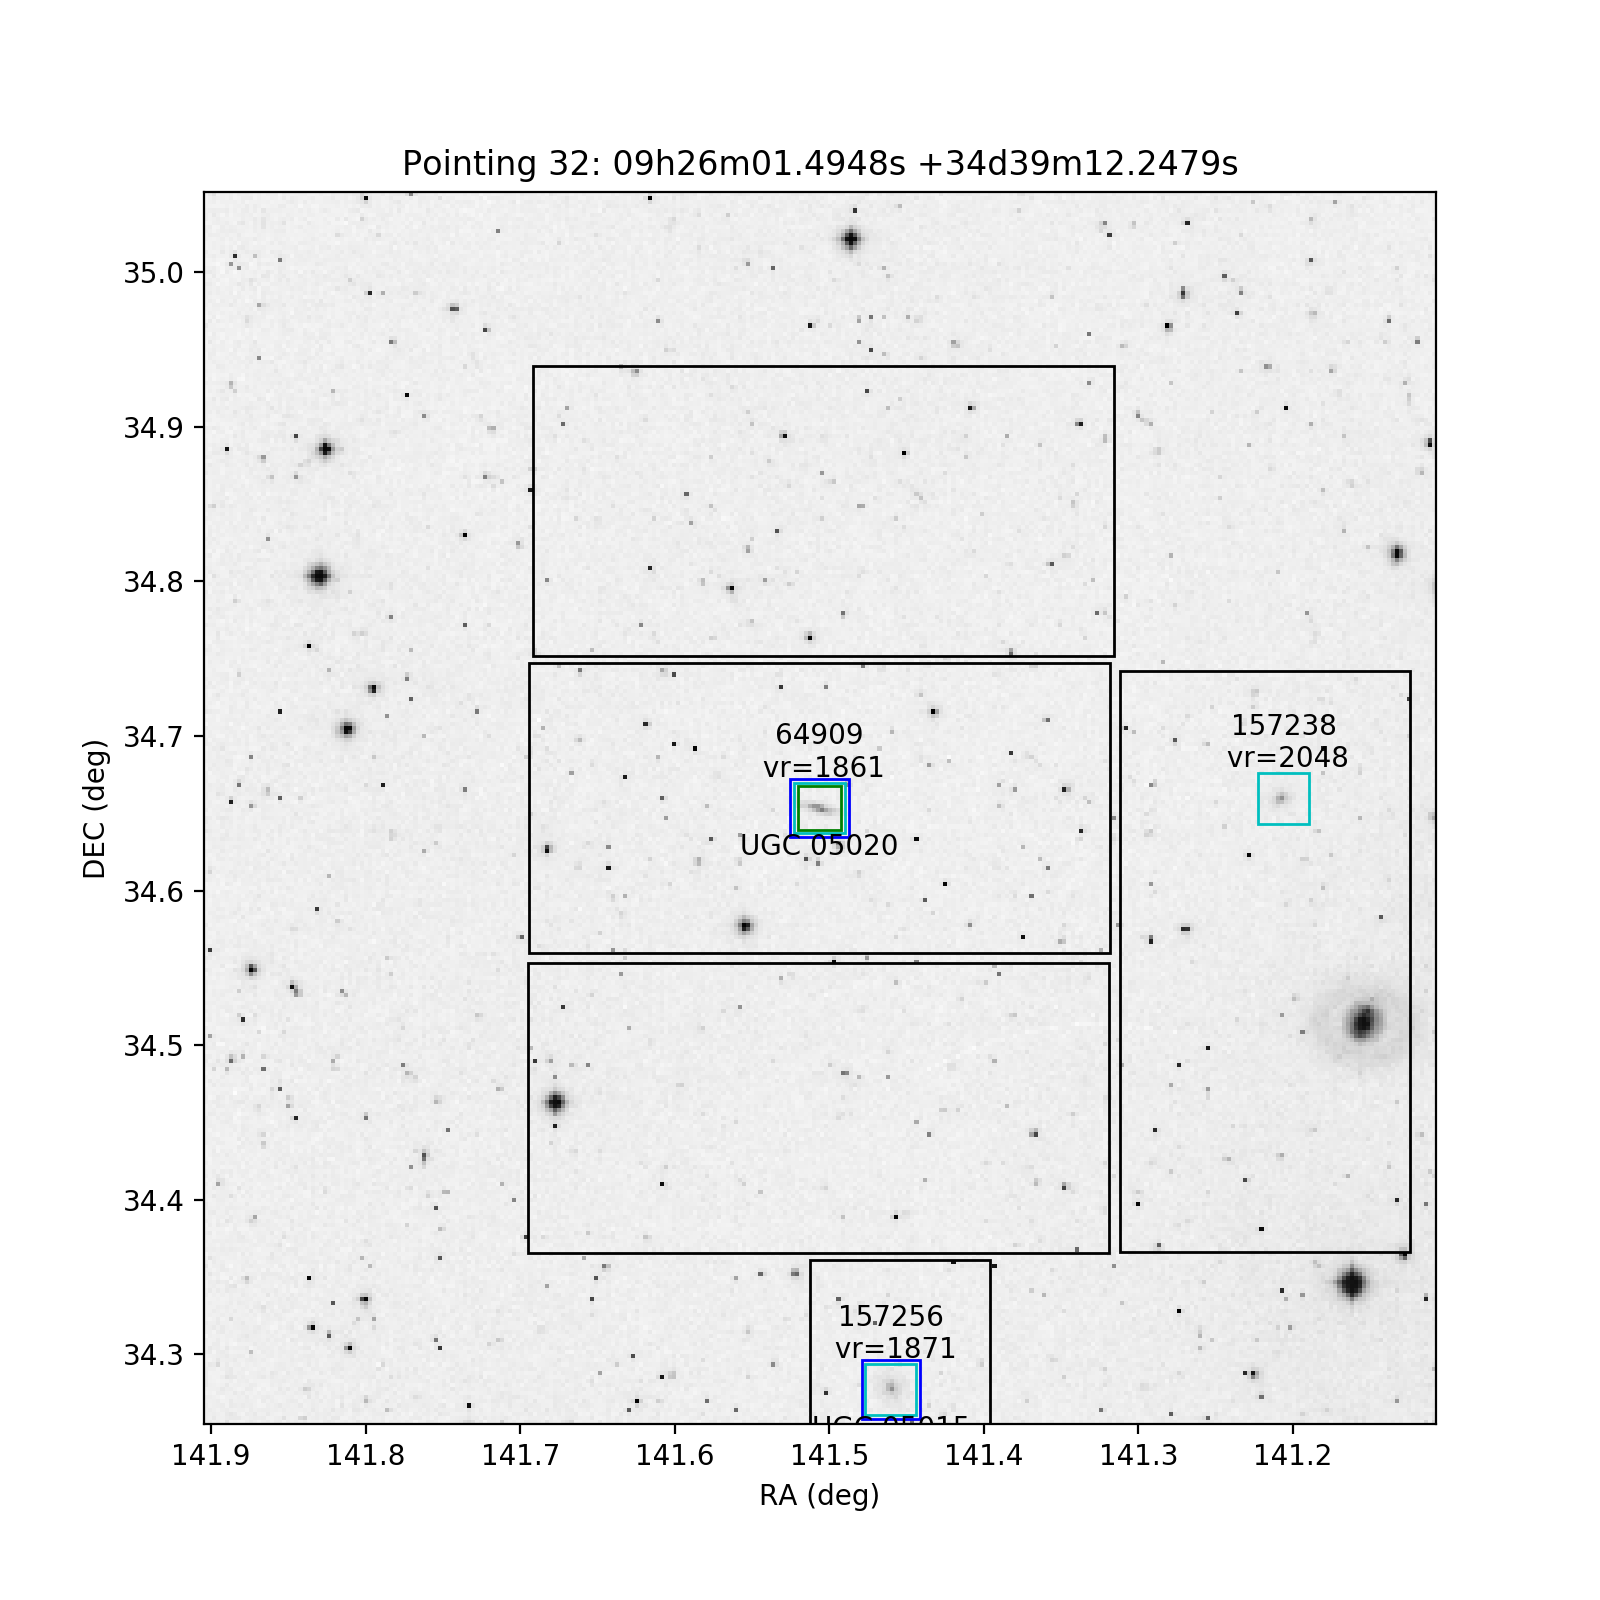 Pointing 32: 09h26m01.4948s +34d39m12.2479s
35.0
34.9
34.8
34.7
34.6
34.5
34.4
34.3
DEC (deg)
64909
vr=1861
UGC 05020
157238
vr=2048
157256
vr=1871
UGC 05015
141.9 141.8 141.7 141.6 141.5 141.4 141.3 141.2
RA (deg)